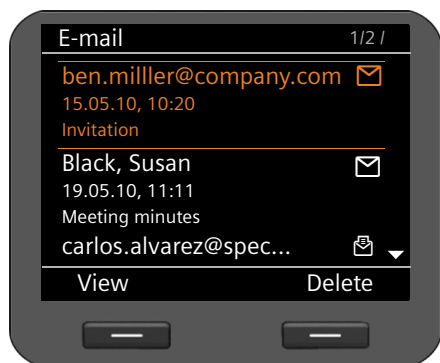 E-mail 1/2 /
ben.milller@company.com
15.05.10, 10:20
Invitation
Black, Susan
19.05.10, 11:11
Meeting minutes
carlos.alvarez@spec...
View Delete